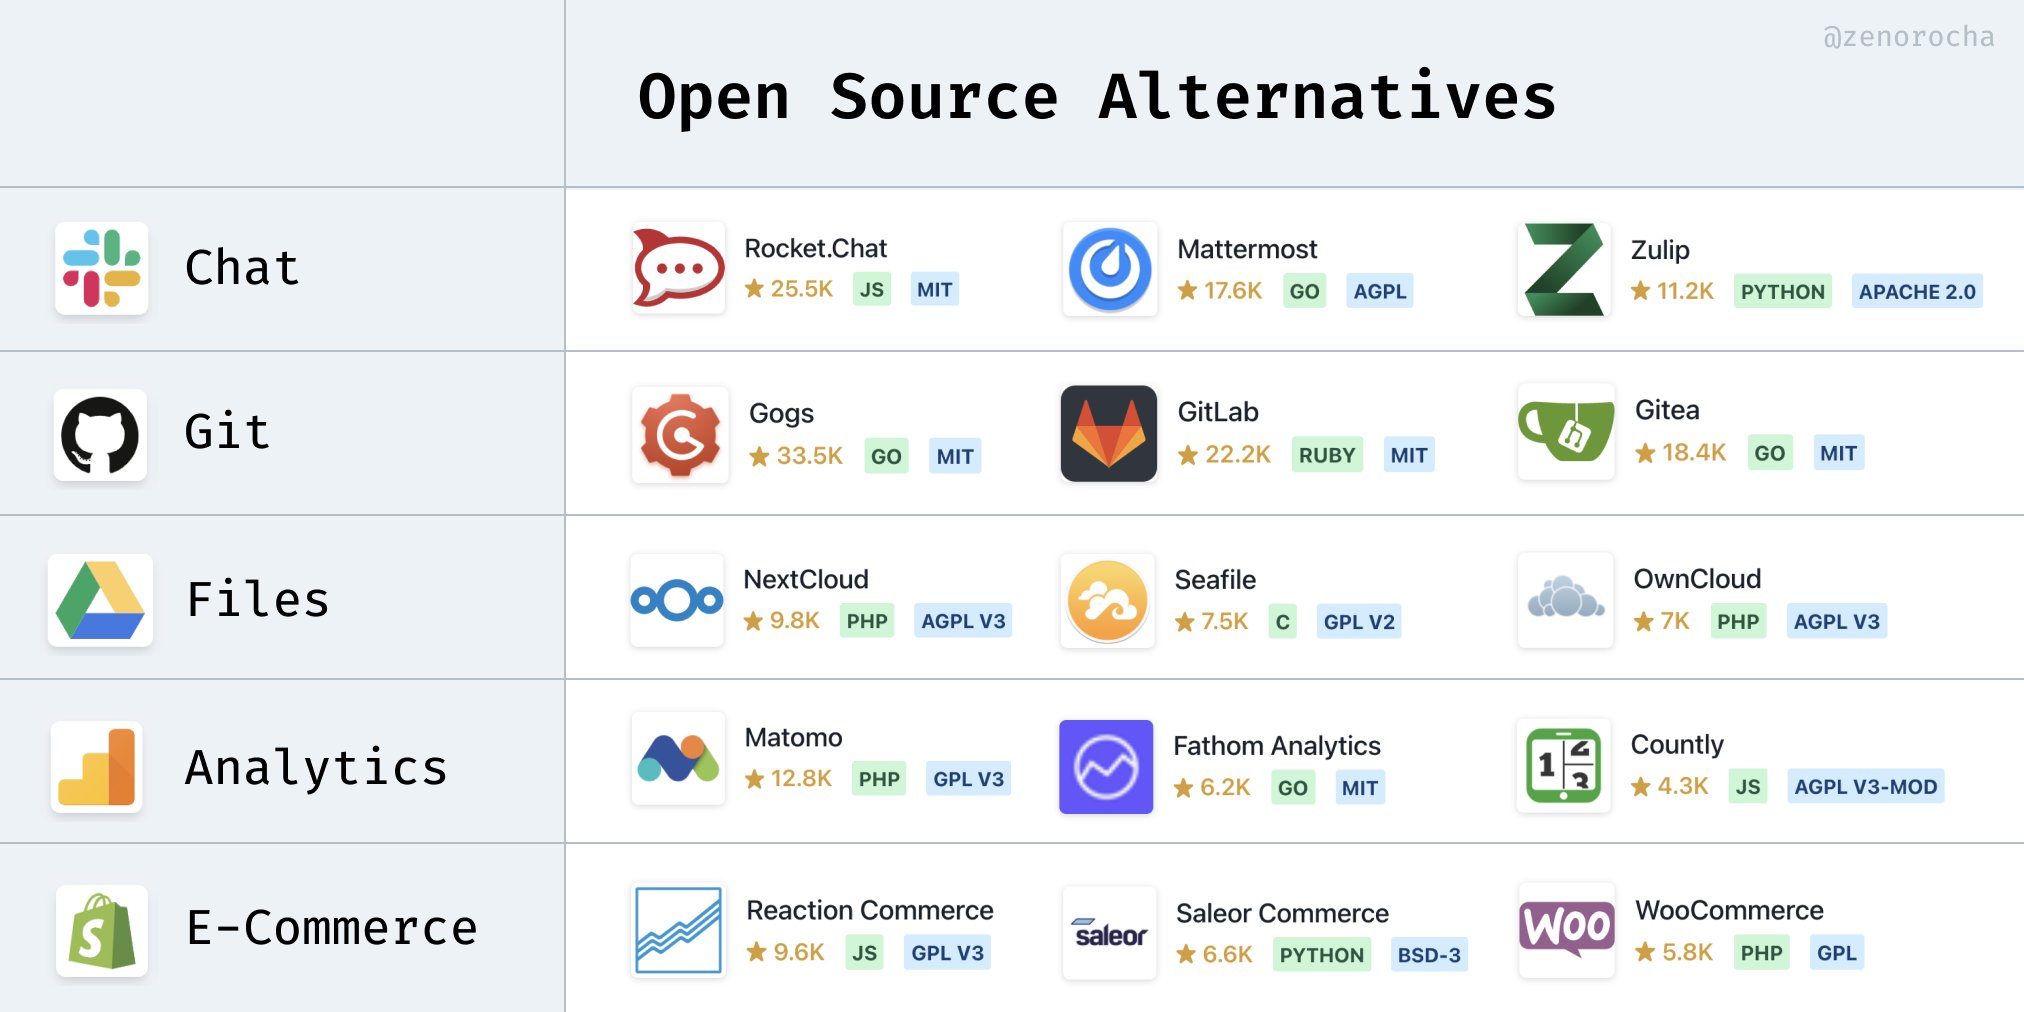 @zenorocha
Open Source Alternatives
Chat
Rocket.Chat
25.5K JS MIT
Mattermost
17.6K GO AGPL
Zulip
11.2K PYTHON APACHE 2.0
Git
Gogs
33.5K GO MIT
GitLab
22.2K RUBY MIT
Gitea
18.4K GO MIT
Files
NextCloud
9.8K PHP AGPL V3
Seafile
7.5K C GPL V2
OwnCloud
7K PHP AGPL V3
Analytics
Matomo
12.8K PHP GPL V3
Fathom Analytics
6.2K GO MIT
1 2 3
Countly
4.3K JS AGPL V3-MOD
S
E-Commerce
Reaction Commerce
9.6K JS GPL V3
saleor
Saleor Commerce
6.6K PYTHON BSD-3
WOO
WooCommerce
5.8K PHP GPL